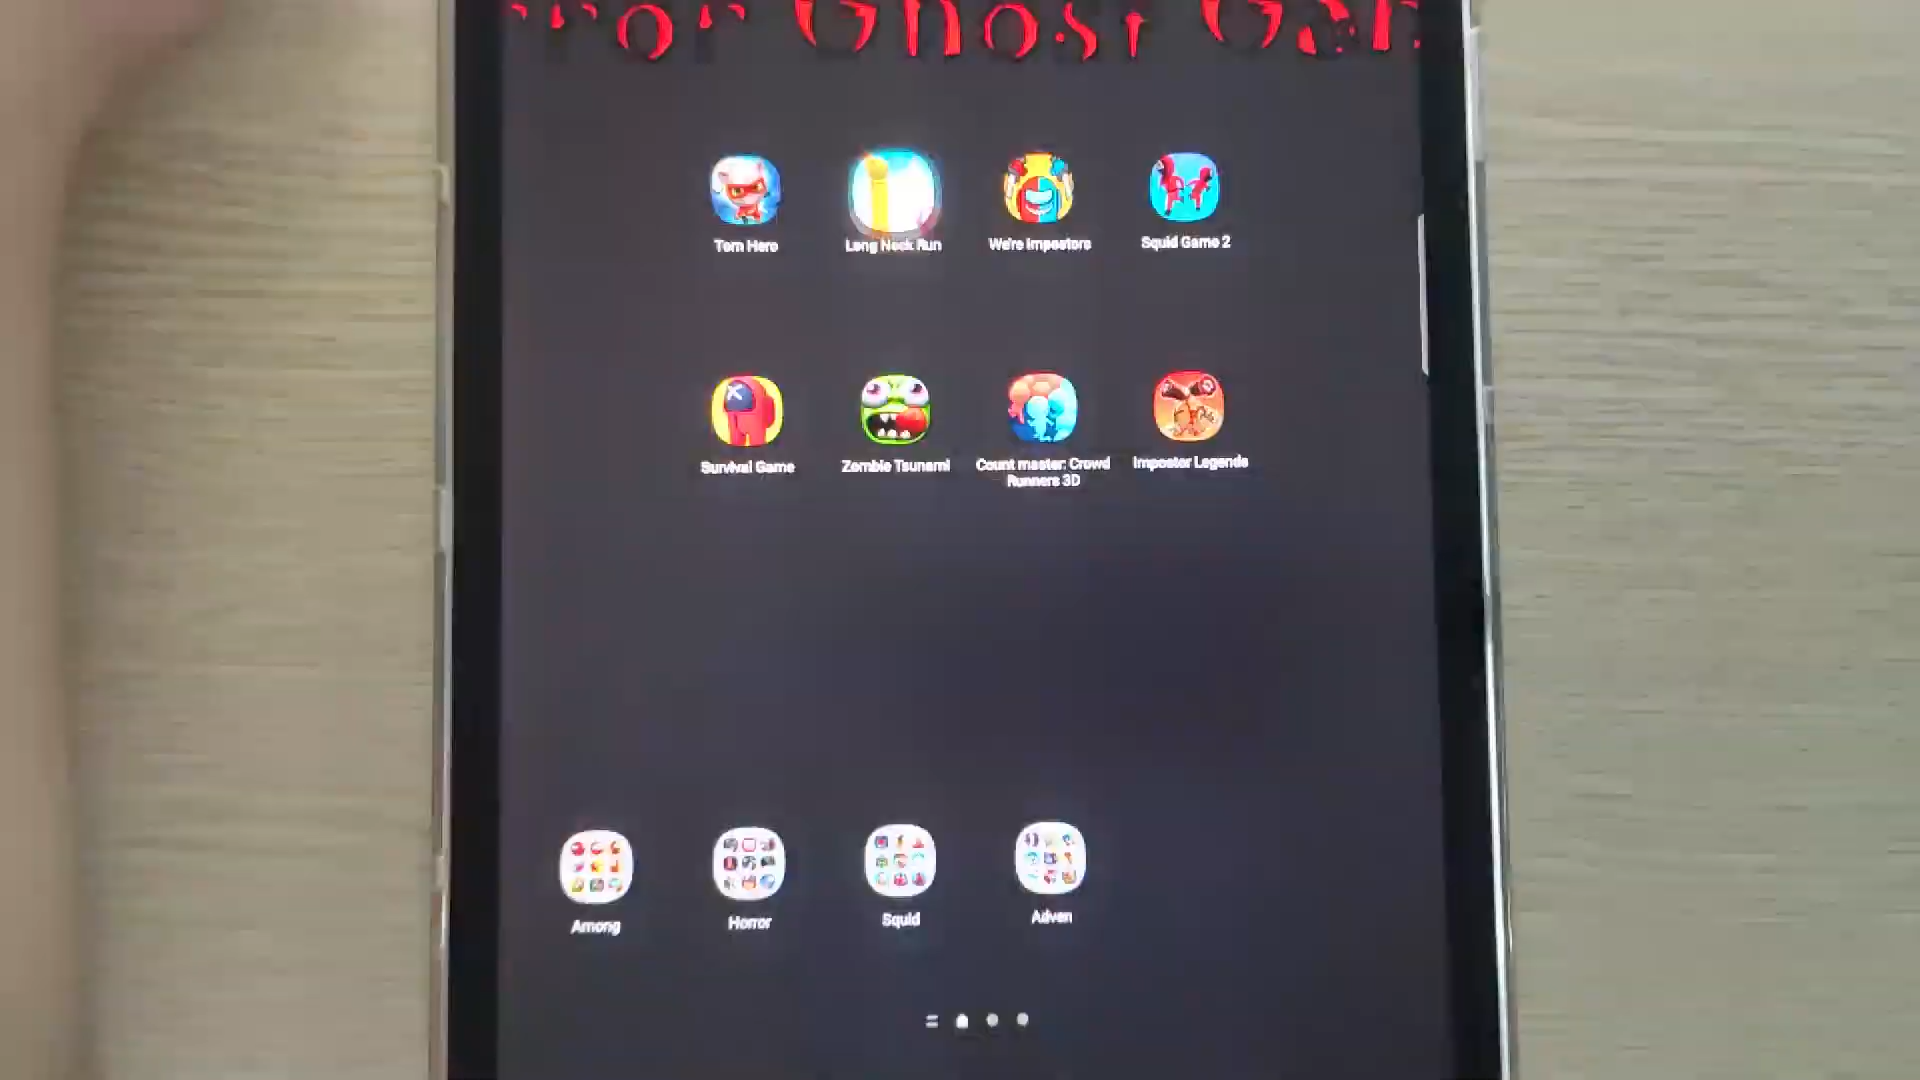 Ghost
Tom Hero
Long Neck Run
We're Impostors
Squid Game 2
Survival Game
Zombie Tsunami
Count master: Crowd
Runners 3D
Impostor Legends
Among
Horror
Squid
Adven